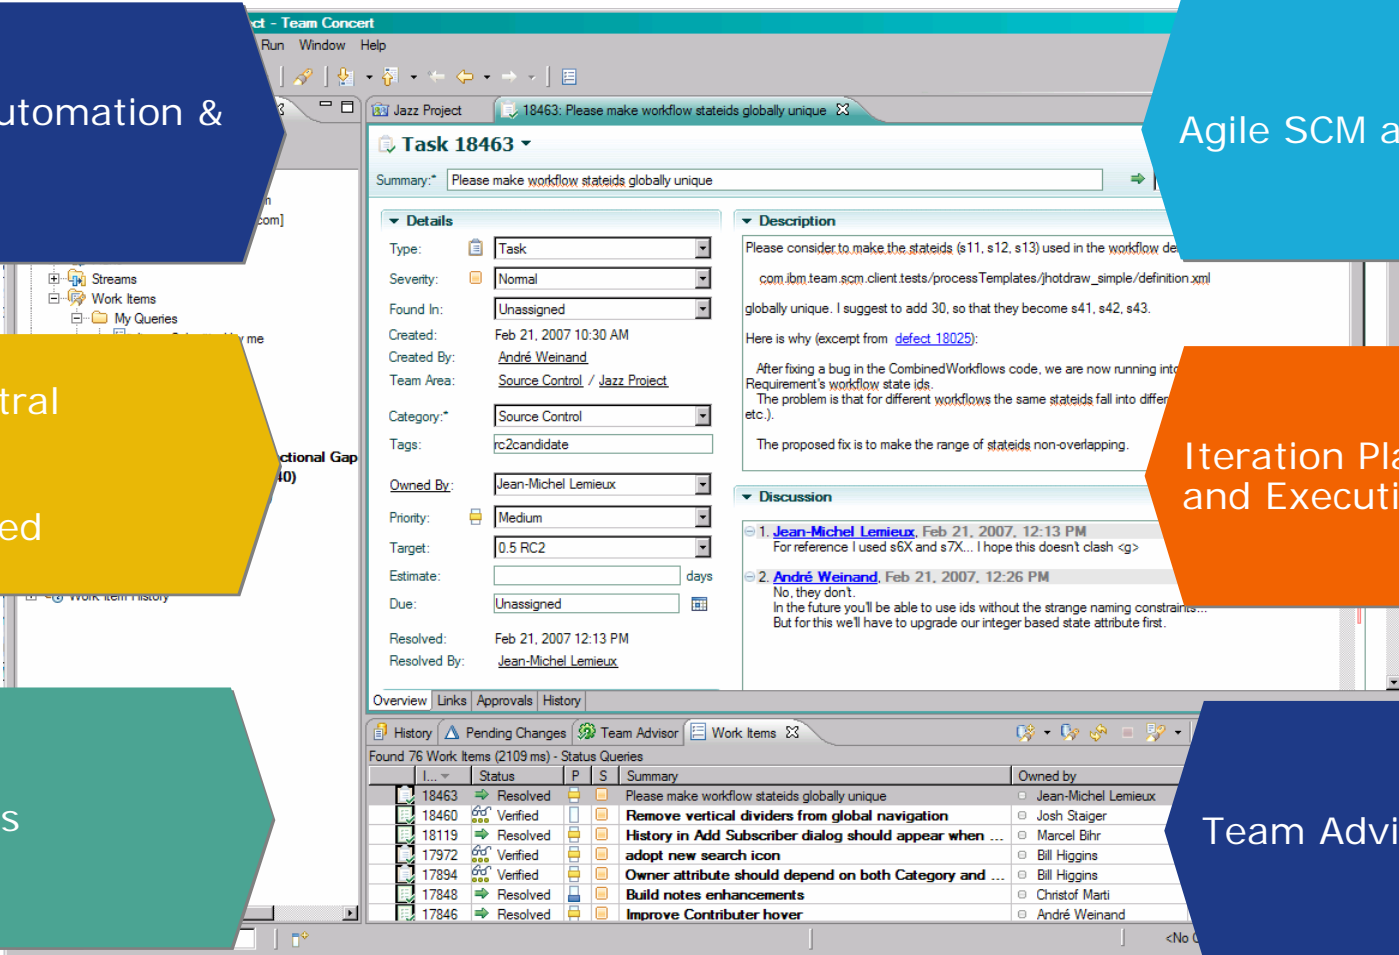 ct - Team Concert
Run Window Help
utomation &
Agile SCM a
Jazz Project
18463: Please make workflow stateids globally unique
Task 18463
Summary:* Please make workflow stateids globally unique
com]
Details
Type: Task
Severity: Normal
Found In: Unassigned
Created: Feb 21, 2007 10:30 AM
Created By: André Weinand
Team Area: Source Control / Jazz Project
Category:* Source Control
Tags: rc2candidate
Owned By: Jean-Michel Lemieux
Priority: Medium
Target: 0.5 RC2
Estimate: days
Due: Unassigned
Resolved: Feb 21, 2007 12:13 PM
Resolved By: Jean-Michel Lemieux
Description
Please consider to make the stateids (s11, s12, s13) used in the workflow de
com.ibm.team.scm.client.tests/processTemplates/jhotdraw_simple/definition.xml
globally unique. I suggest to add 30, so that they become s41, s42, s43.
Here is why (excerpt from defect 18025):
After fixing a bug in the CombinedWorkflows code, we are now running into
Requirement's workflow state ids.
The problem is that for different workflows the same stateids fall into differ
etc.).
The proposed fix is to make the range of stateids non-overlapping.
Discussion
1. Jean-Michel Lemieux, Feb 21, 2007, 12:13 PM
For reference I used s6X and s7X... I hope this doesn't clash <g>
2. André Weinand, Feb 21, 2007, 12:26 PM
No, they don't.
In the future you'll be able to use ids without the strange naming constraints...
But for this we'll have to upgrade our integer based state attribute first.
Streams
Work Items
My Queries
me
tral
ctional Gap
40)
ed
Work Item History
Iteration Pla
and Executi
Overview Links Approvals History
History Pending Changes Team Advisor Work Items
Found 76 Work Items (2109 ms) - Status Queries
I... Status P S Summary Owned by
18463 Resolved Please make workflow stateids globally unique Jean-Michel Lemieux
18460 Verified Remove vertical dividers from global navigation Josh Staiger
18119 Resolved History in Add Subscriber dialog should appear when ... Marcel Bihr
17972 Verified adopt new search icon Bill Higgins
17894 Verified Owner attribute should depend on both Category and ... Bill Higgins
17848 Resolved Build notes enhancements Christof Marti
17846 Resolved Improve Contributer hover André Weinand
s
Team Advi
<No